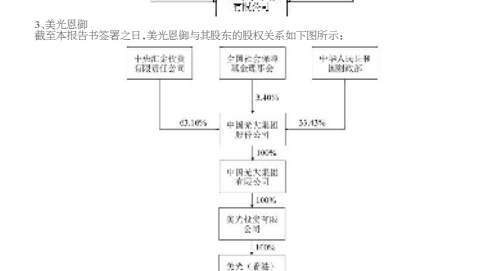 有限公司
3、美光恩御
截至本报告书签署之日,美光恩御与其股东的股权关系如下图所示;
中央汇金投资
有限责任公司
全国社会保障
基金理事会
中华人民共和
国财政部
3.40%
63.16%
33.43%
中国光大集团
股份公司
100%
中国光大集团
有限公司
100%
美光投资有限
公司
100%
美光(香港)